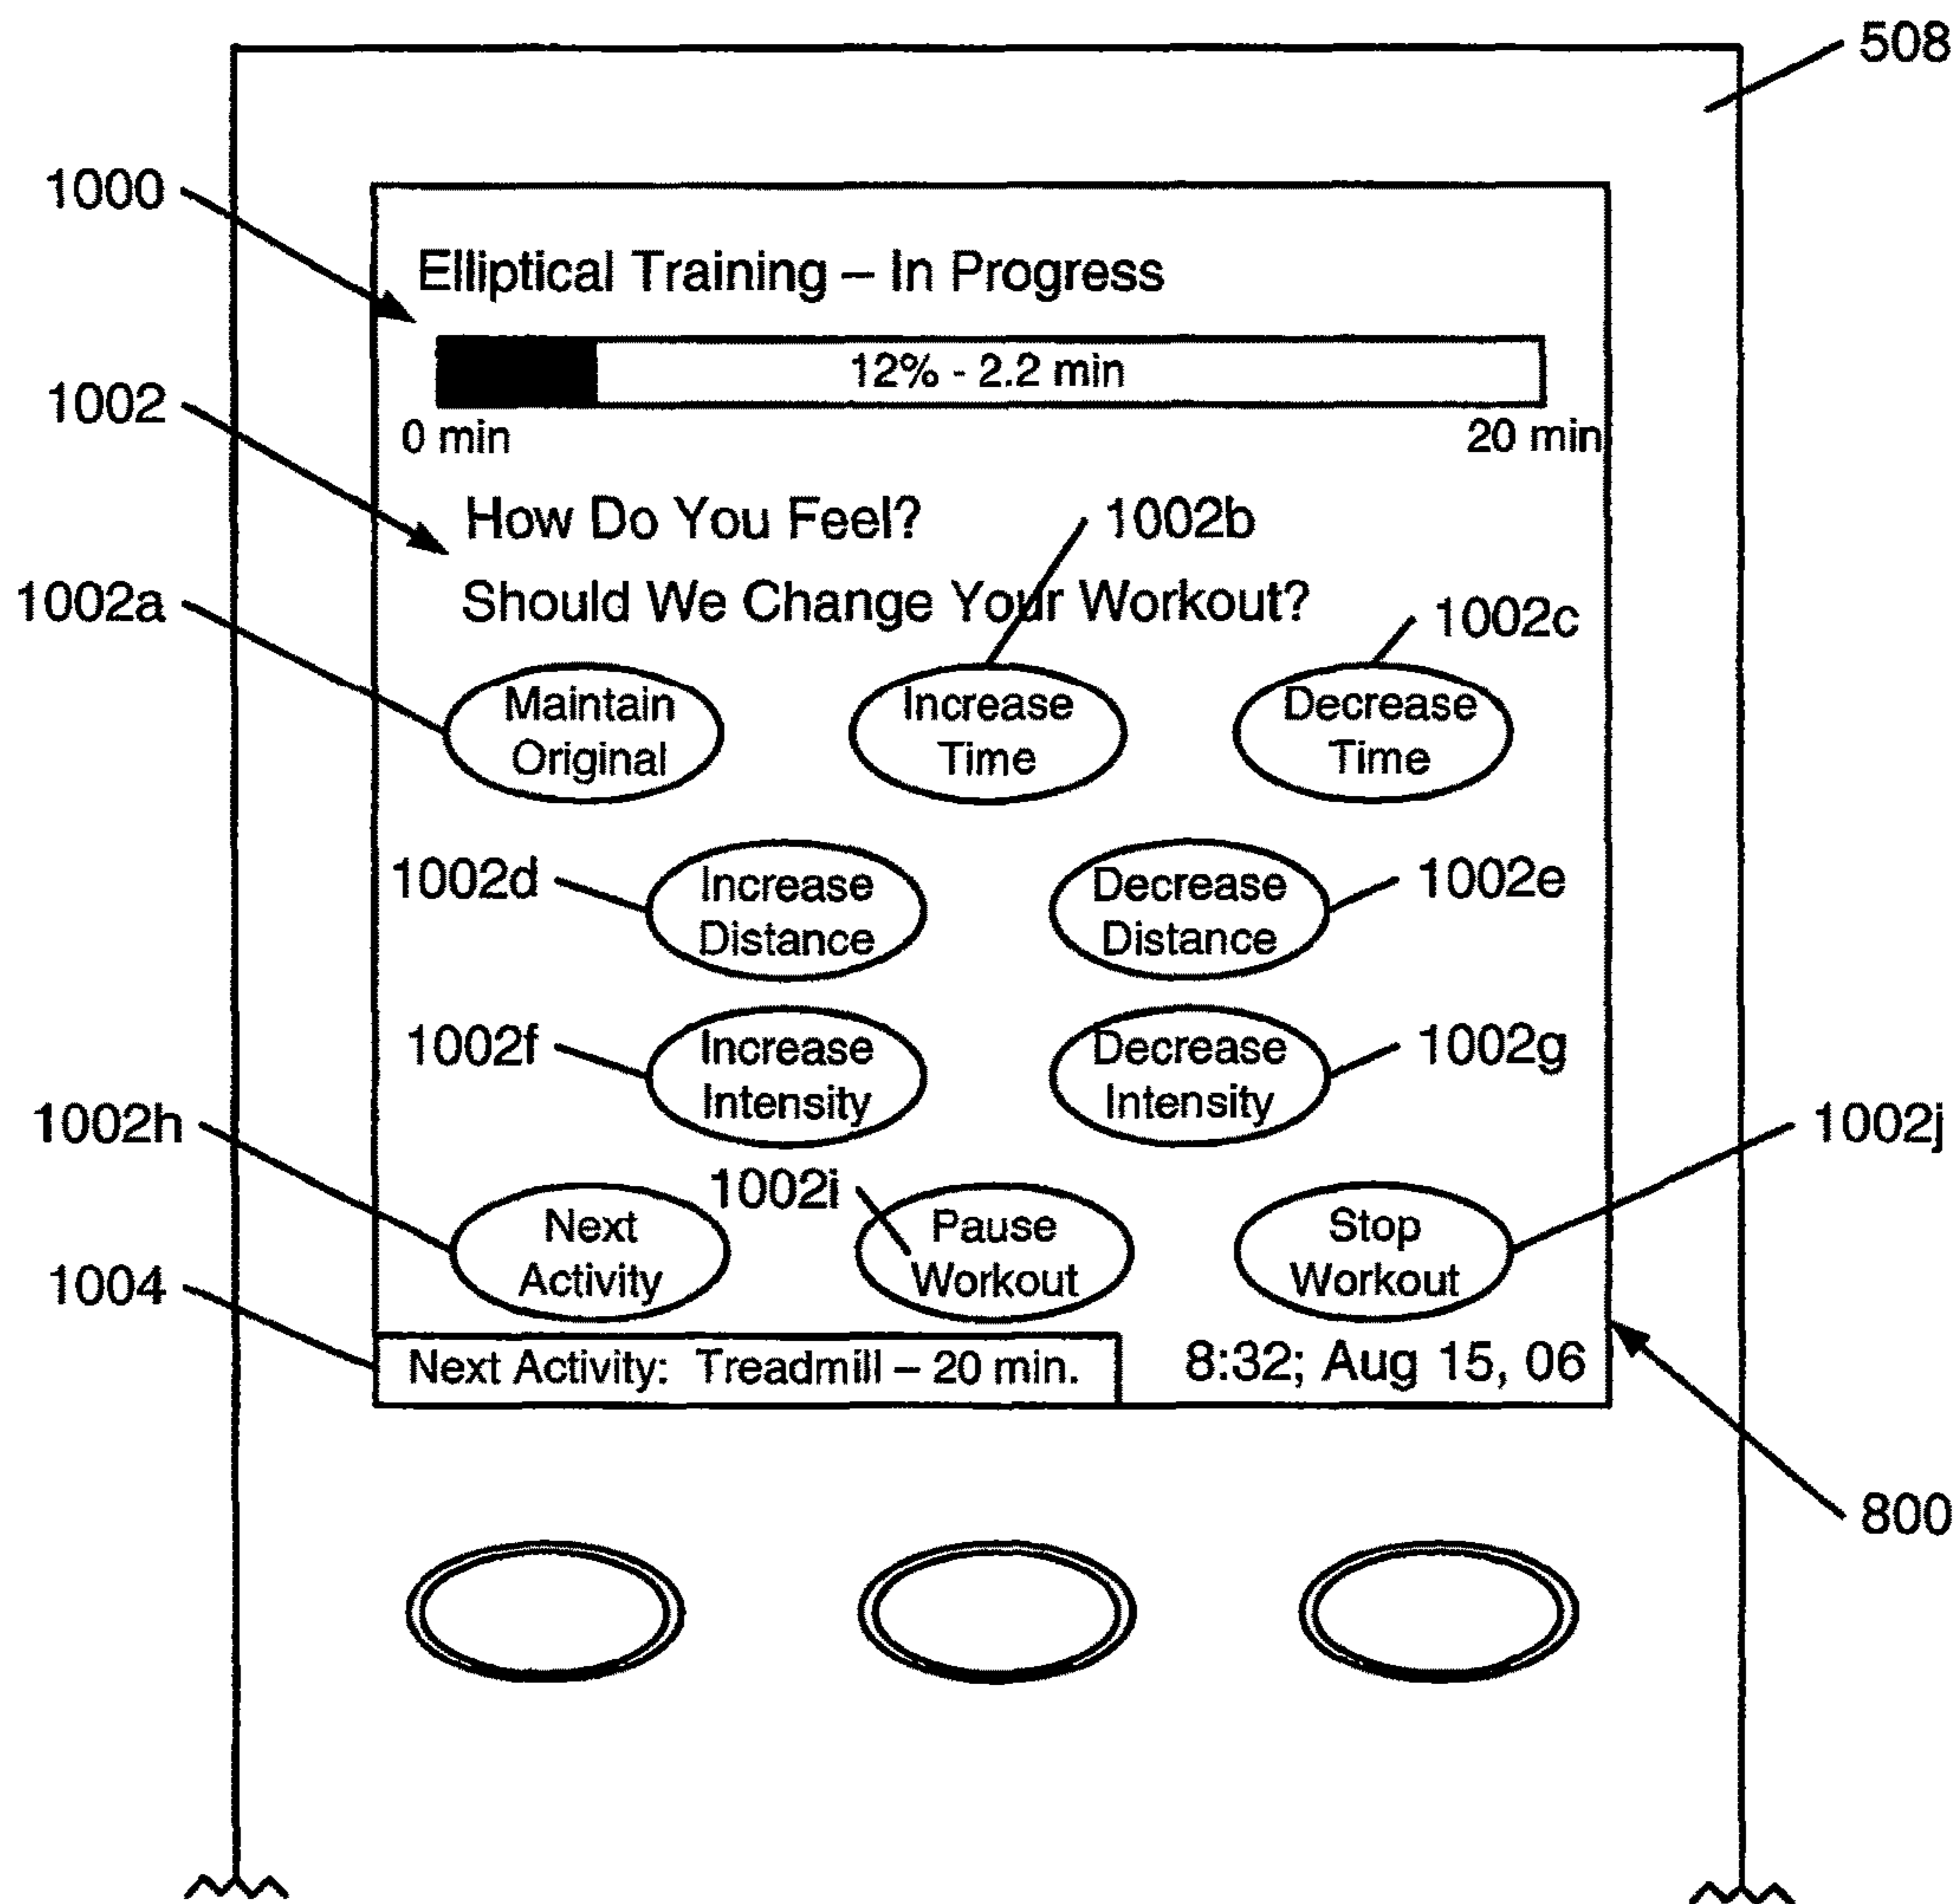 508
1000
Elliptical Training – In Progress
12% - 2.2 min
0 min
20 min
1002
How Do You Feel?
1002b
1002a
Should We Change Your Workout?
1002c
Maintain
Original
Increase
Time
Decrease
Time
1002d
Increase
Distance
Decrease
Distance
1002e
1002f
Increase
Intensity
Decrease
Intensity
1002g
1002h
1002i
1002j
Next
Activity
Pause
Workout
Stop
Workout
1004
Next Activity: Treadmill – 20 min.
8:32; Aug 15, 06
800